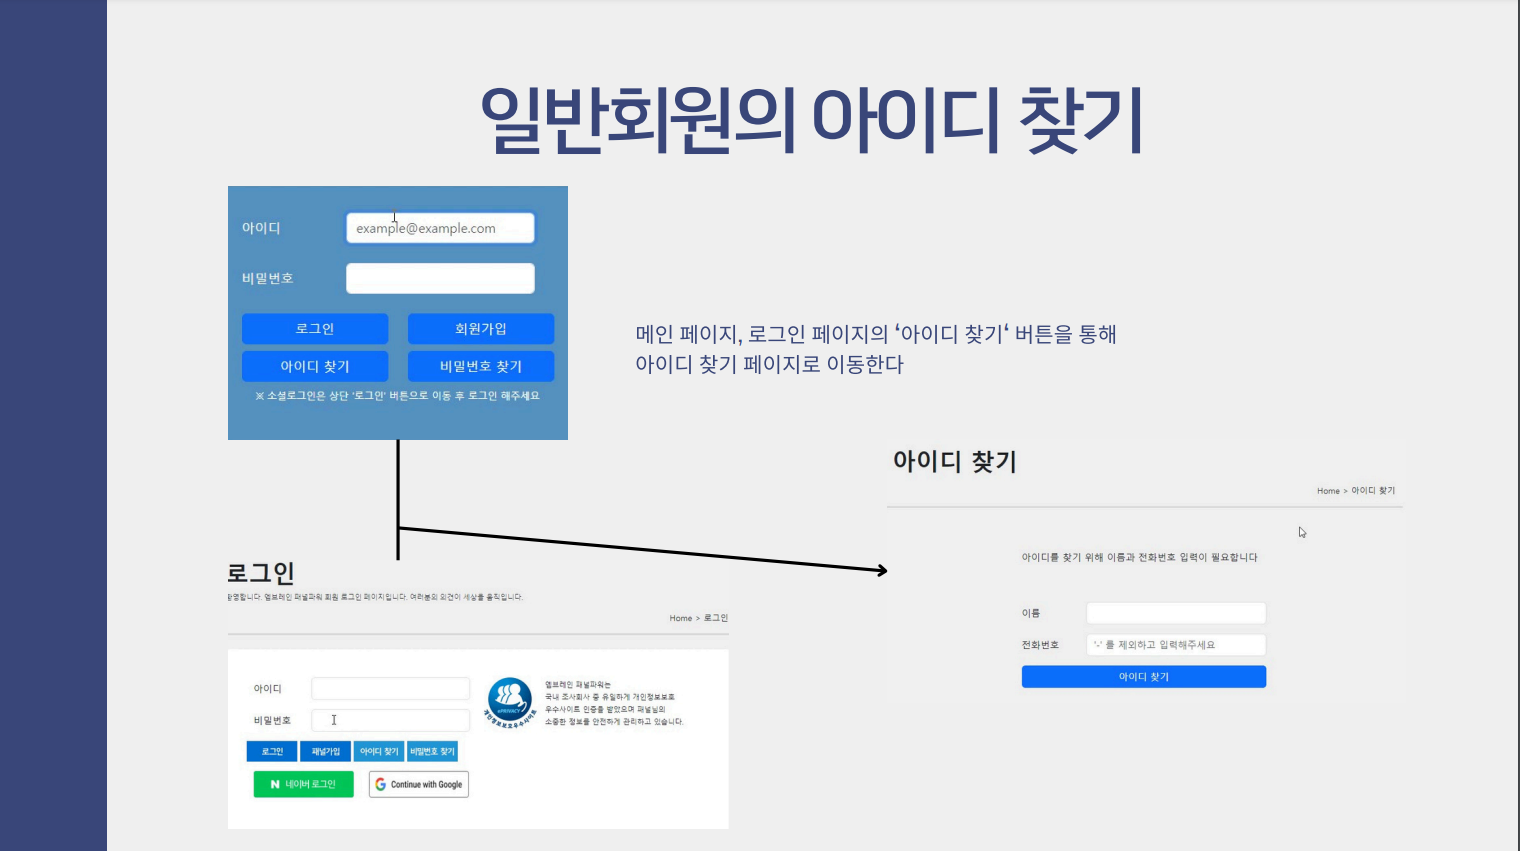 일반회원의 아이디 찾기
아이디
example@example.com
비밀번호
로그인
회원가입
아이디 찾기
비밀번호 찾기
※ 소셜로그인은 상단 '로그인' 버튼으로 이동 후 로그인 해주세요
메인 페이지, 로그인 페이지의 ‘아이디 찾기‘ 버튼을 통해
아이디 찾기 페이지로 이동한다
로그인
환영합니다. 엠브레인 패널파워 회원 로그인 페이지입니다. 여러분의 의견이 세상을 움직입니다.
Home > 로그인
아이디
비밀번호
로그인
패널가입
아이디 찾기
비밀번호 찾기
N 네이버 로그인
G Continue with Google
ePRIVACY
개인정보보호우수사이트
엠브레인 패널파워는
국내 조사회사 중 유일하게 개인정보보호
우수사이트 인증을 받았으며 패널님의
소중한 정보를 안전하게 관리하고 있습니다.
아이디 찾기
Home > 아이디 찾기
아이디를 찾기 위해 이름과 전화번호 입력이 필요합니다
이름
전화번호
'-' 를 제외하고 입력해주세요
아이디 찾기